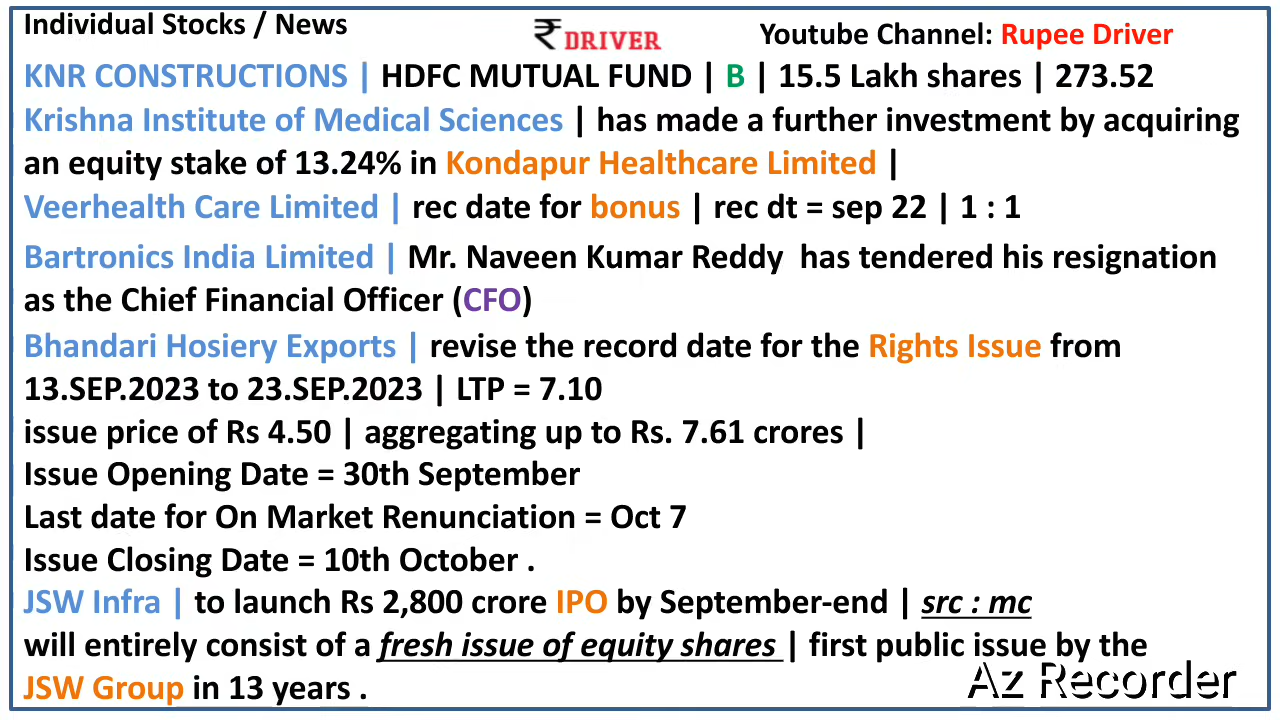 Individual Stocks / News
₹ DRIVER
Youtube Channel: Rupee Driver
KNR CONSTRUCTIONS | HDFC MUTUAL FUND | B | 15.5 Lakh shares | 273.52
Krishna Institute of Medical Sciences | has made a further investment by acquiring
an equity stake of 13.24% in Kondapur Healthcare Limited |
Veerhealth Care Limited | rec date for bonus | rec dt = sep 22 | 1 : 1
Bartronics India Limited | Mr. Naveen Kumar Reddy  has tendered his resignation
as the Chief Financial Officer (CFO)
Bhandari Hosiery Exports | revise the record date for the Rights Issue from
13.SEP.2023 to 23.SEP.2023 | LTP = 7.10
issue price of Rs 4.50 | aggregating up to Rs. 7.61 crores |
Issue Opening Date = 30th September
Last date for On Market Renunciation = Oct 7
Issue Closing Date = 10th October .
JSW Infra | to launch Rs 2,800 crore IPO by September-end | src : mc
will entirely consist of a fresh issue of equity shares | first public issue by the
JSW Group in 13 years .
Az Recorder